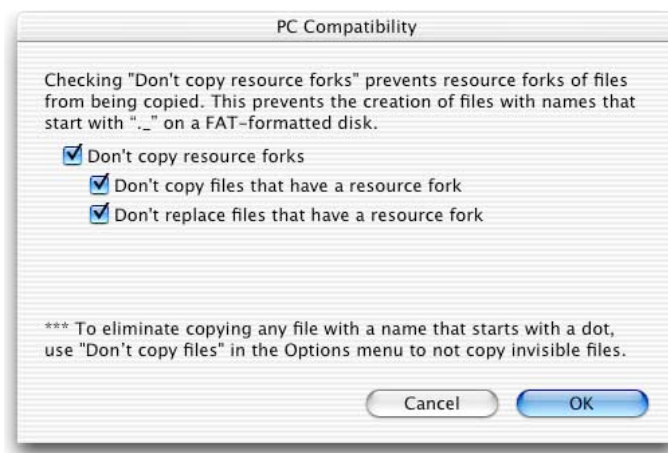 PC Compatibility
Checking "Don't copy resource forks" prevents resource forks of files
from being copied. This prevents the creation of files with names that
start with “._” on a FAT-formatted disk.
Don't copy resource forks
Don't copy files that have a resource fork
Don't replace files that have a resource fork
*** To eliminate copying any file with a name that starts with a dot,
use "Don’t copy files" in the Options menu to not copy invisible files.
Cancel OK